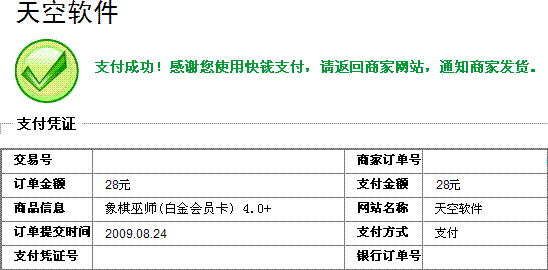 天空软件
支付成功！感谢您使用快钱支付，请返回商家网站，通知商家发货。
支付凭证
交易号 商家订单号
订单金额 28元 支付金额 28元
商品信息 象棋巫师(白金会员卡) 4.0+ 网站名称 天空软件
订单提交时间 2009.08.24 支付方式 支付
支付凭证号 银行订单号